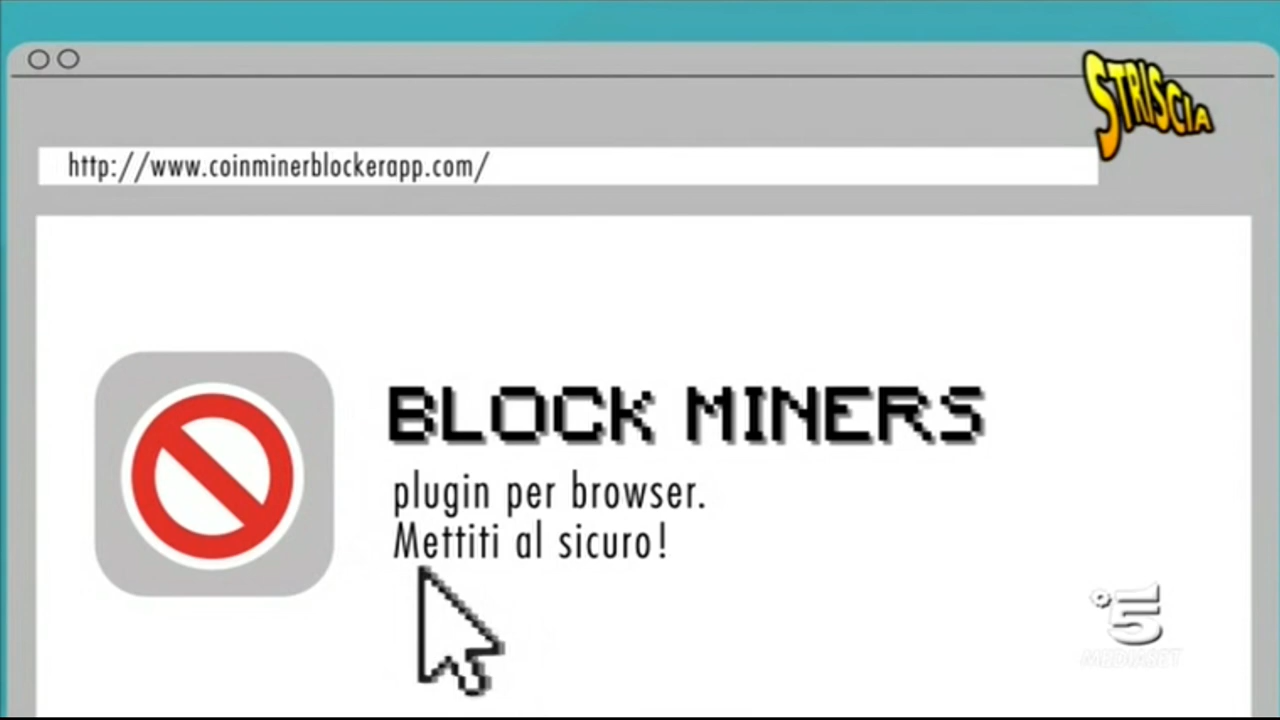 STRISCIA
http://www.coinminerblockerapp.com/
BLOCK MINERS
plugin per browser.
Mettiti al sicuro!
5
MEDIASET